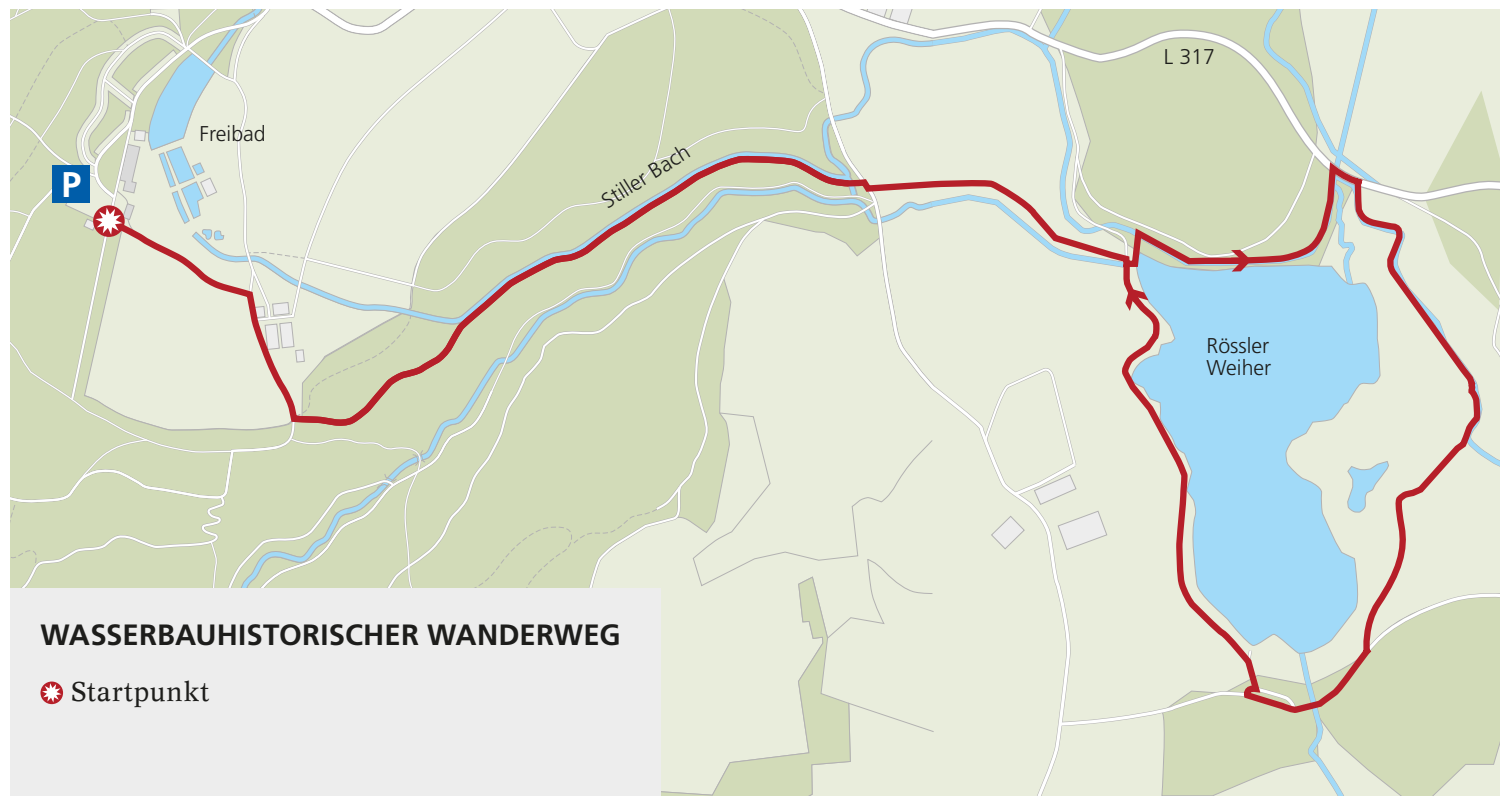 L 317
Freibad
P
Stiller Bach
Rössler
Weiher
WASSERBAUHISTORISCHER WANDERWEG
Startpunkt